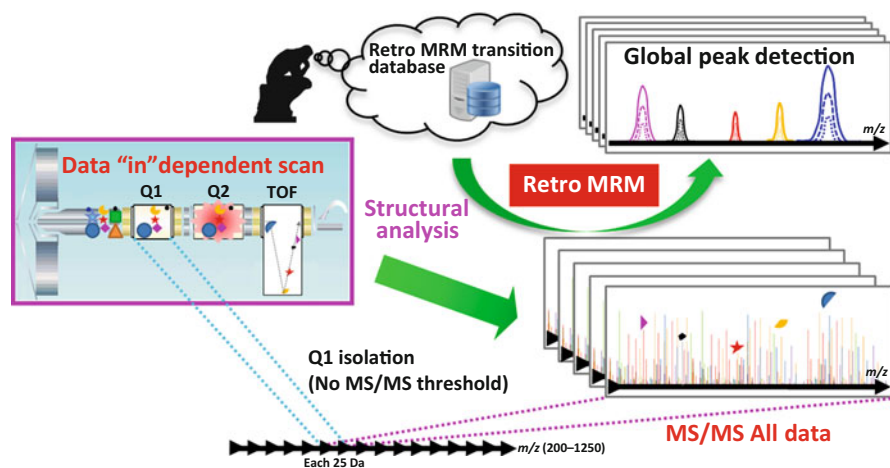 Retro MRM transition
database
Global peak detection
m/z
Data “in”dependent scan
Q1 Q2 TOF
Retro MRM
Structural
analysis
Q1 isolation
(No MS/MS threshold)
m/z
MS/MS All data
m/z (200–1250)
Each 25 Da